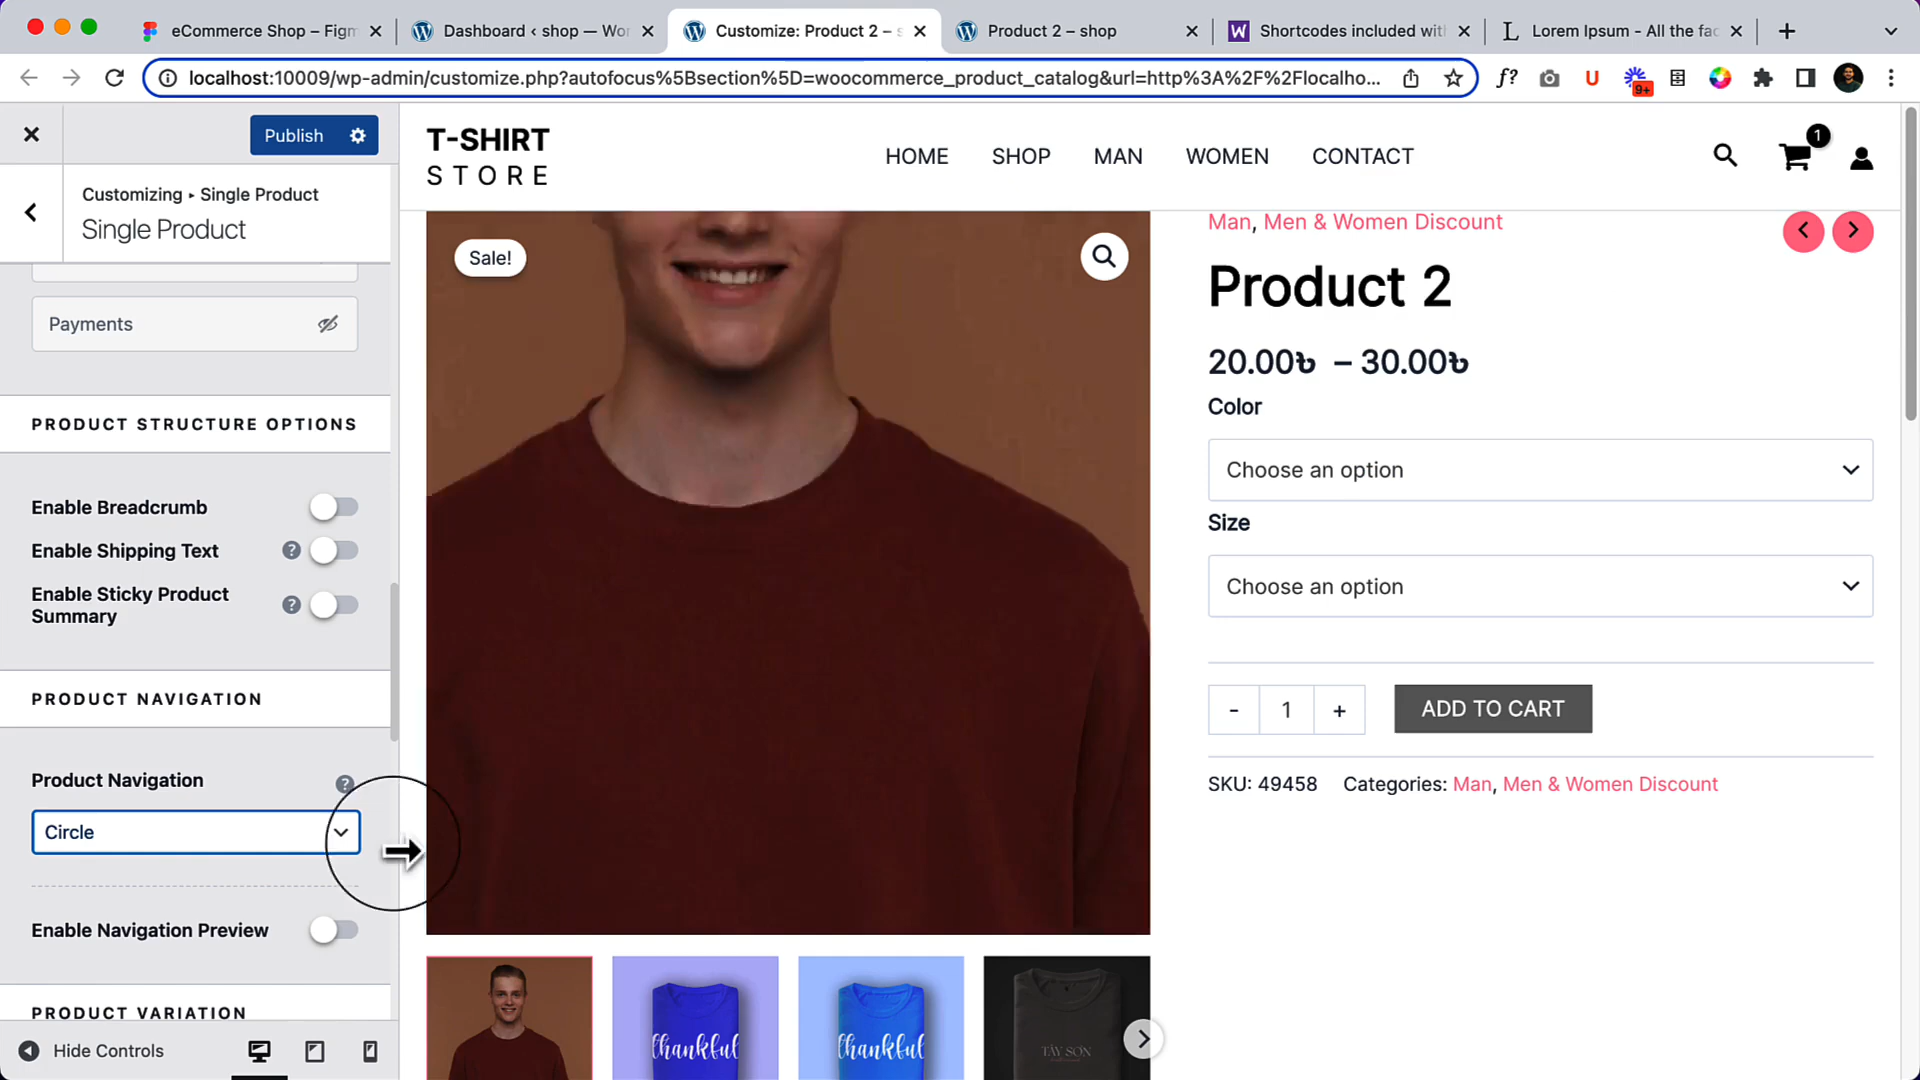 eCommerce Shop – Figm
Dashboard ‹ shop — Wor
Customize: Product 2 – s
Product 2 – shop
Shortcodes included with
Lorem Ipsum - All the fac
localhost:10009/wp-admin/customize.php?autofocus%5Bsection%5D=woocommerce_product_catalog&url=http%3A%2F%2Flocalho...
f?
U
9+
Publish
Customizing ▸ Single Product
Single Product
Payments
PRODUCT STRUCTURE OPTIONS
Enable Breadcrumb
Enable Shipping Text
?
Enable Sticky Product
Summary
?
PRODUCT NAVIGATION
Product Navigation
?
Circle
Enable Navigation Preview
PRODUCT VARIATION
Hide Controls
T-SHIRT
STORE
HOME
SHOP
MAN
WOMEN
CONTACT
1
Sale!
Man, Men & Women Discount
Product 2
20.00৳ – 30.00৳
Color
Choose an option
Size
Choose an option
- 1 +
ADD TO CART
SKU: 49458
Categories: Man, Men & Women Discount
thankful
thankful
TÂY SƠN